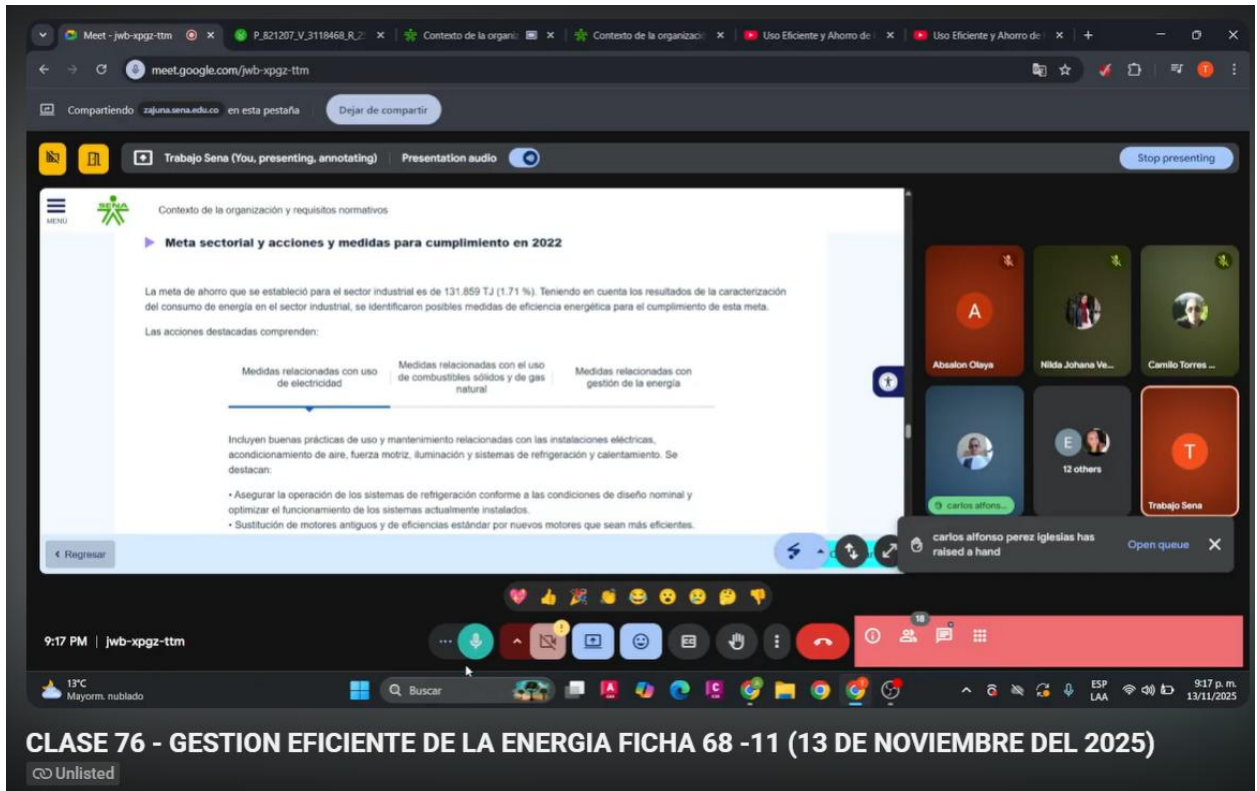 Meet - jwb-xpgz-ttm
P_821207_V_3118468_R_2
Contexto de la organi
Contexto de la organizació
Uso Eficiente y Ahorro de
Uso Eficiente y Ahorro de
meet.google.com/jwb-xpgz-ttm
Compartiendo zajuna.sena.edu.co en esta pestaña
Dejar de compartir
Trabajo Sena (You, presenting, annotating)
Presentation audio
Stop presenting
MENÚ
SENA
Contexto de la organización y requisitos normativos
Meta sectorial y acciones y medidas para cumplimiento en 2022
La meta de ahorro que se estableció para el sector industrial es de 131.859 TJ (1.71 %). Teniendo en cuenta los resultados de la caracterización
del consumo de energía en el sector industrial, se identificaron posibles medidas de eficiencia energética para el cumplimiento de esta meta.
Las acciones destacadas comprenden:
Medidas relacionadas con uso
de electricidad
Medidas relacionadas con el uso
de combustibles sólidos y de gas
natural
Medidas relacionadas con
gestión de la energía
Incluyen buenas prácticas de uso y mantenimiento relacionadas con las instalaciones eléctricas,
acondicionamiento de aire, fuerza motriz, iluminación y sistemas de refrigeración y calentamiento. Se
destacan:
• Asegurar la operación de los sistemas de refrigeración conforme a las condiciones de diseño nominal y
optimizar el funcionamiento de los sistemas actualmente instalados.
• Sustitución de motores antiguos y de eficiencias estándar por nuevos motores que sean más eficientes.
< Regresar
A
Absalon Olaya
Nilda Johana Ve...
Camilo Torres ...
carlos alfons...
E
12 others
T
Trabajo Sena
carlos alfonso perez iglesias has
raised a hand
Open queue
9:17 PM | jwb-xpgz-ttm
18
13°C
Mayorm. nublado
Buscar
ESP
LAA
9:17 p. m.
13/11/2025
CLASE 76 - GESTION EFICIENTE DE LA ENERGIA FICHA 68 -11 (13 DE NOVIEMBRE DEL 2025)
Unlisted